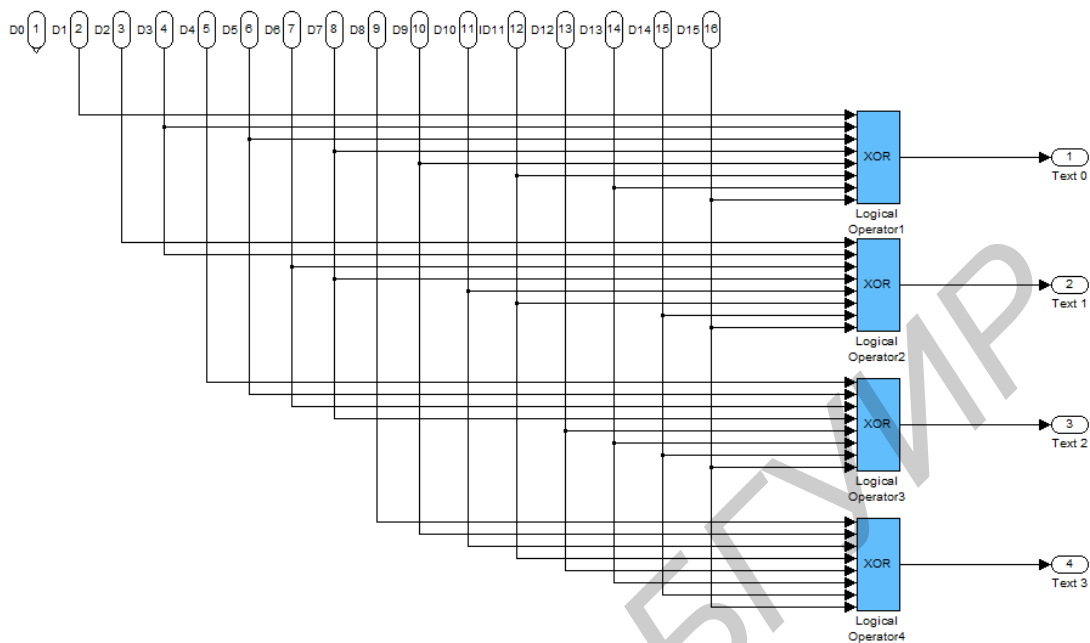 D0 1 D1 2 D2 3 D3 4 D4 5 D5 6 D6 7 D7 8 D8 9 D9 10 D10 11 ID11 12 D12 13 D13 14 D14 15 D15 16
XOR
1
Text 0
Logical
Operator1
XOR
2
Text 1
Logical
Operator2
XOR
3
Text 2
Logical
Operator3
XOR
4
Text 3
Logical
Operator4
БГУИР